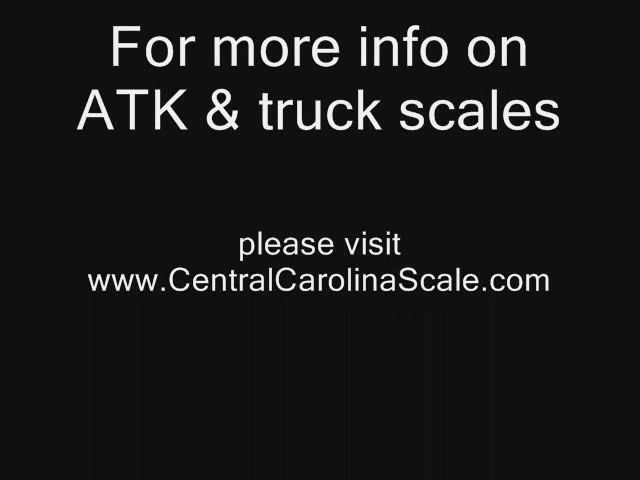 For more info on
ATK & truck scales
please visit
www.CentralCarolinaScale.com